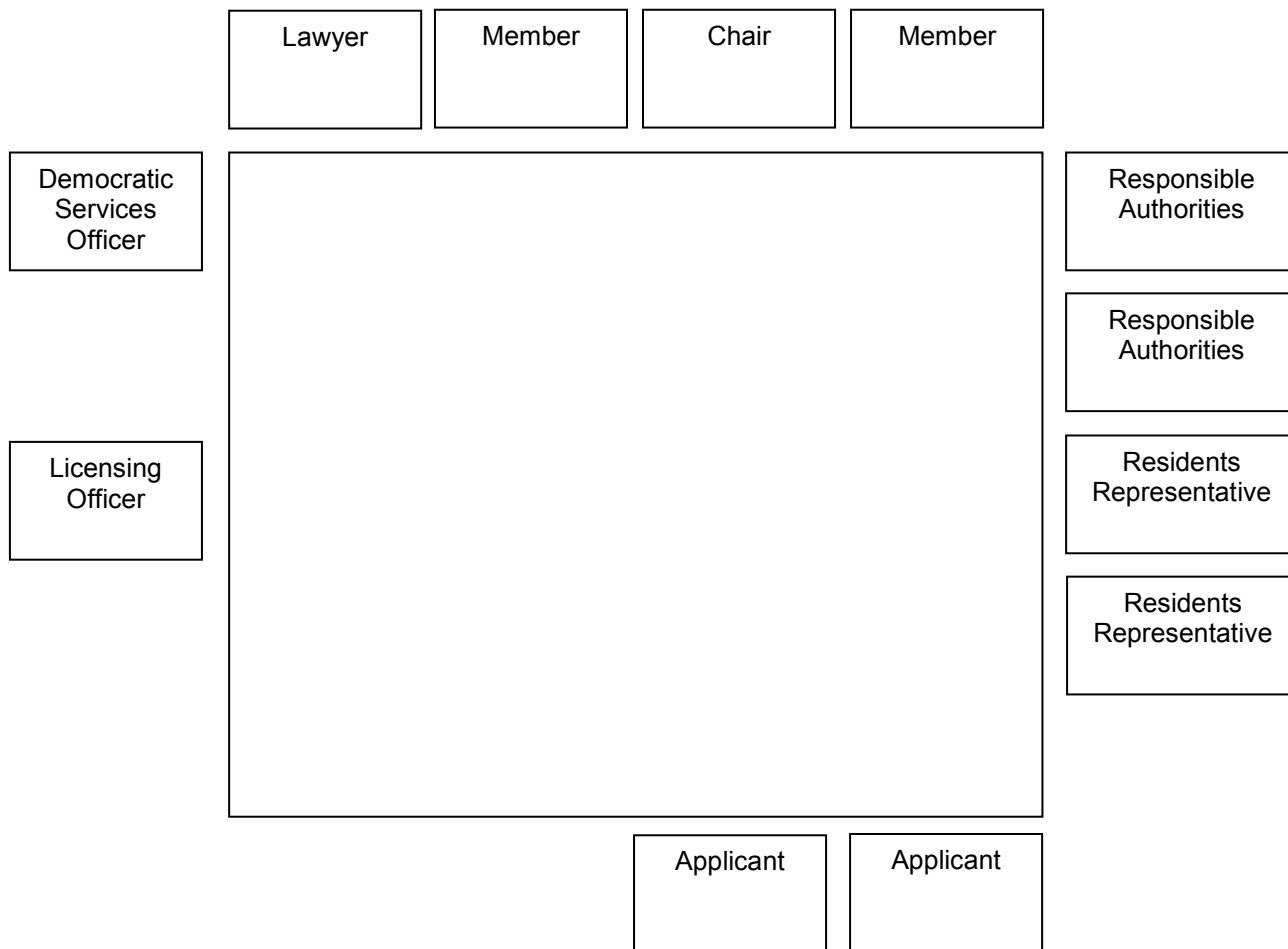 Lawyer
Member
Chair
Member
Democratic
Services
Officer
Responsible
Authorities
Responsible
Authorities
Licensing
Officer
Residents
Representative
Residents
Representative
Applicant
Applicant